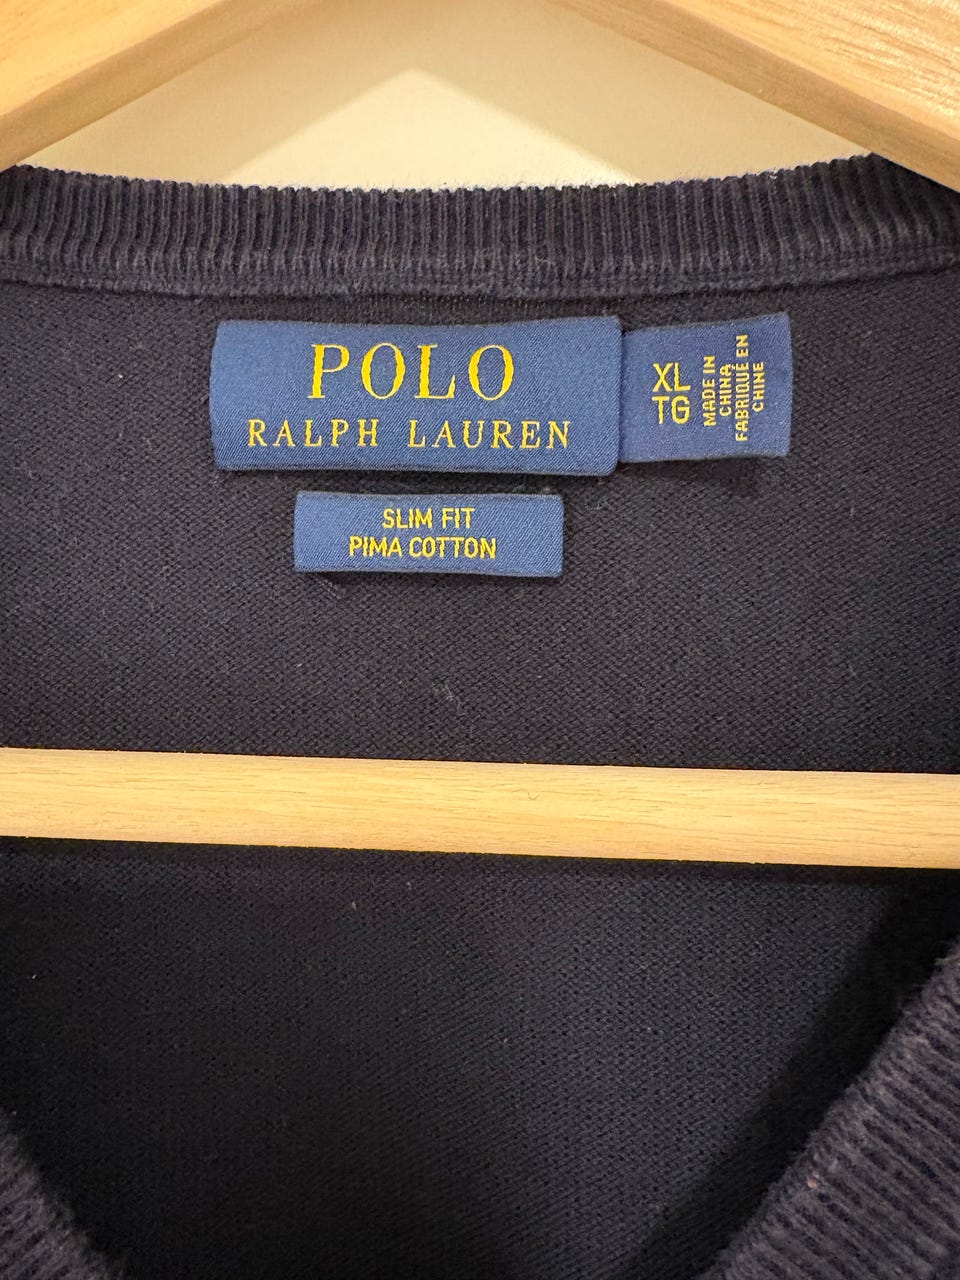 POLO
RALPH LAUREN
XL
TG
MADE IN
CHINA
FABRIQUÉ EN
CHINE
SLIM FIT
PIMA COTTON